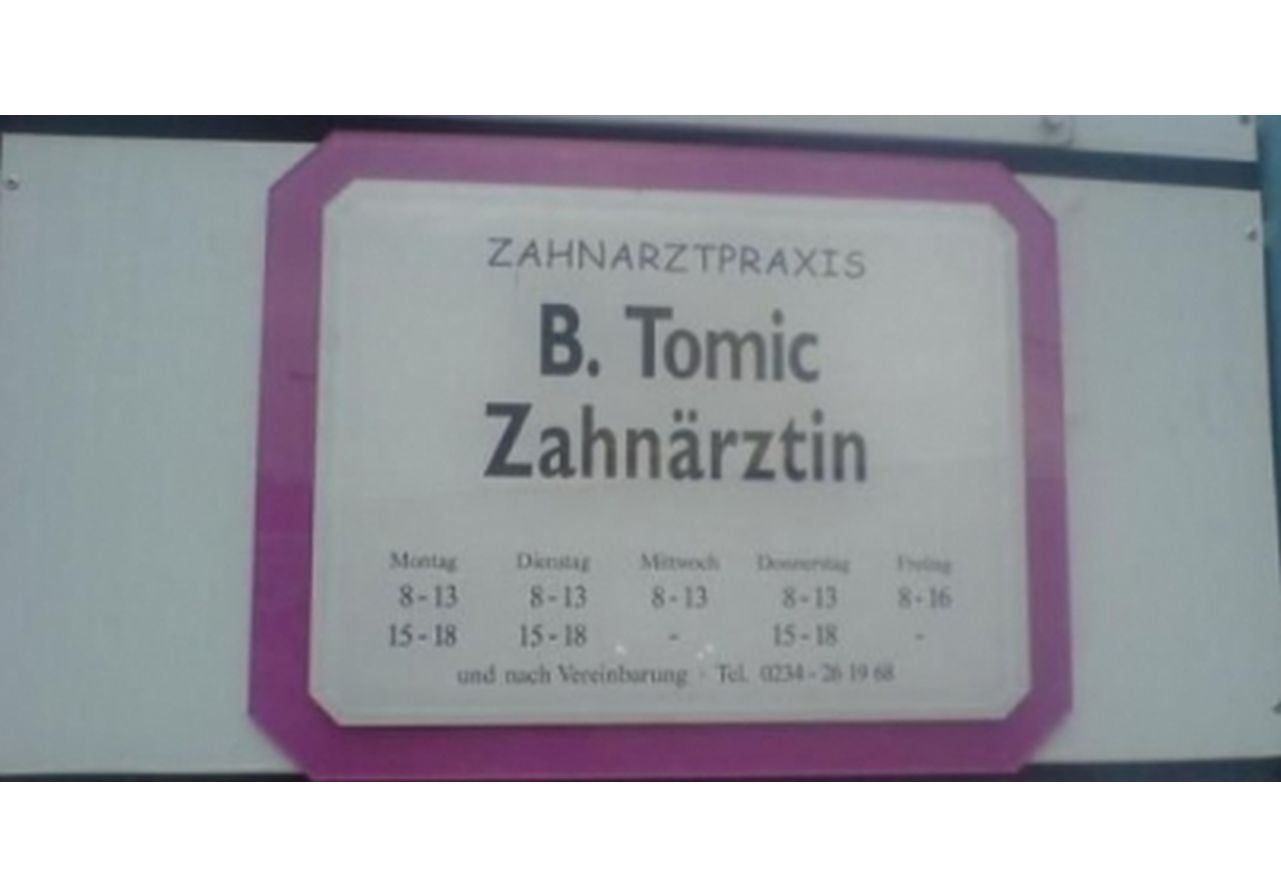 ZAHNARZTPRAXIS
B. Tomic
Zahnärztin
Montag Dienstag Mittwoch Donnerstag Freitag
8-13 8-13 8-13 8-13 8-16
15-18 15-18 - 15-18 -
und nach Vereinbarung · Tel. 0234-26 19 68